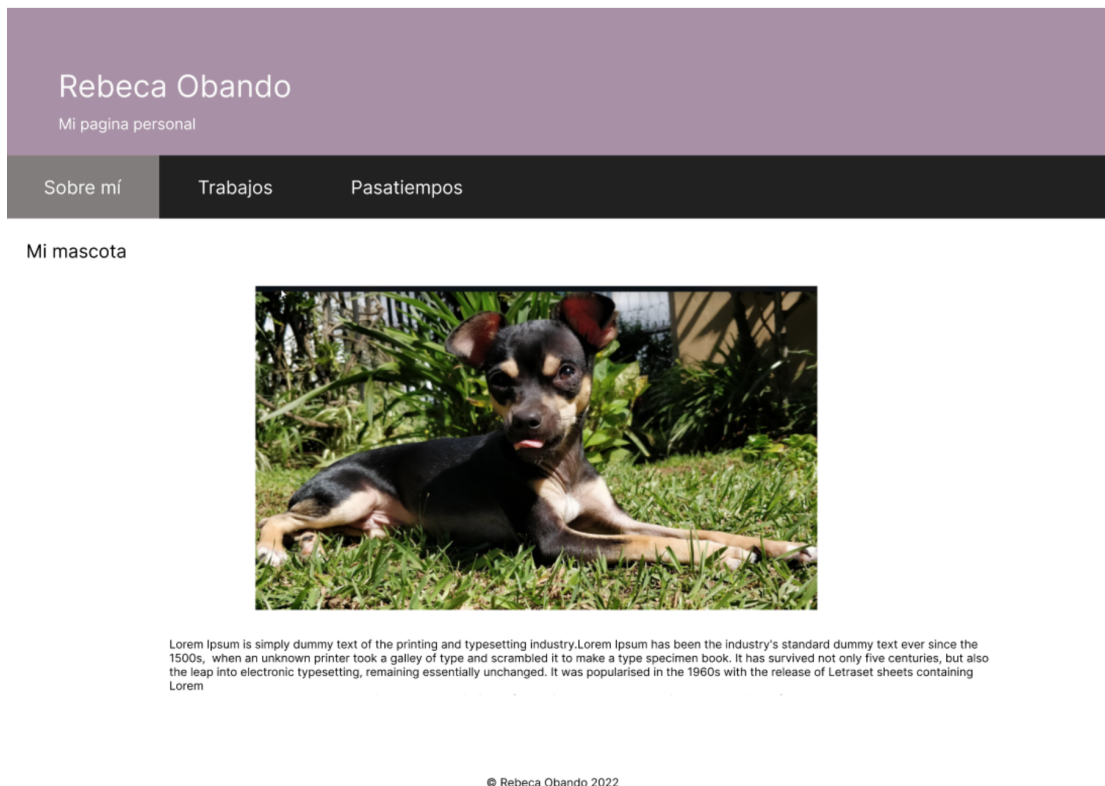 Rebeca Obando
Mi pagina personal
Sobre mí
Trabajos
Pasatiempos
Mi mascota
Lorem Ipsum is simply dummy text of the printing and typesetting industry.Lorem Ipsum has been the industry's standard dummy text ever since the
1500s,  when an unknown printer took a galley of type and scrambled it to make a type specimen book. It has survived not only five centuries, but also
the leap into electronic typesetting, remaining essentially unchanged. It was popularised in the 1960s with the release of Letraset sheets containing
Lorem
© Rebeca Obando 2022